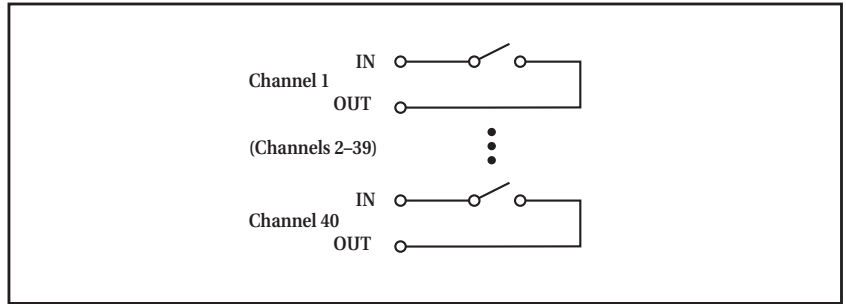 IN
Channel 1
OUT
(Channels 2–39)
IN
Channel 40
OUT